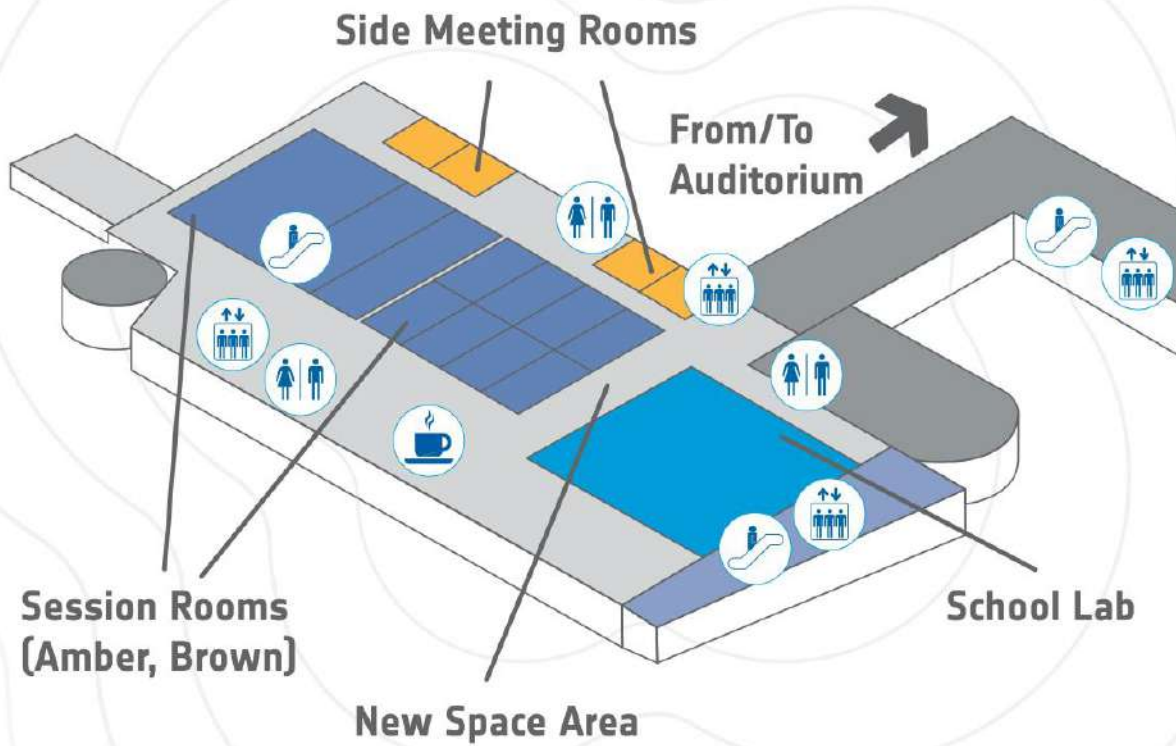 Side Meeting Rooms
From/To
Auditorium
Session Rooms
(Amber, Brown)
School Lab
New Space Area